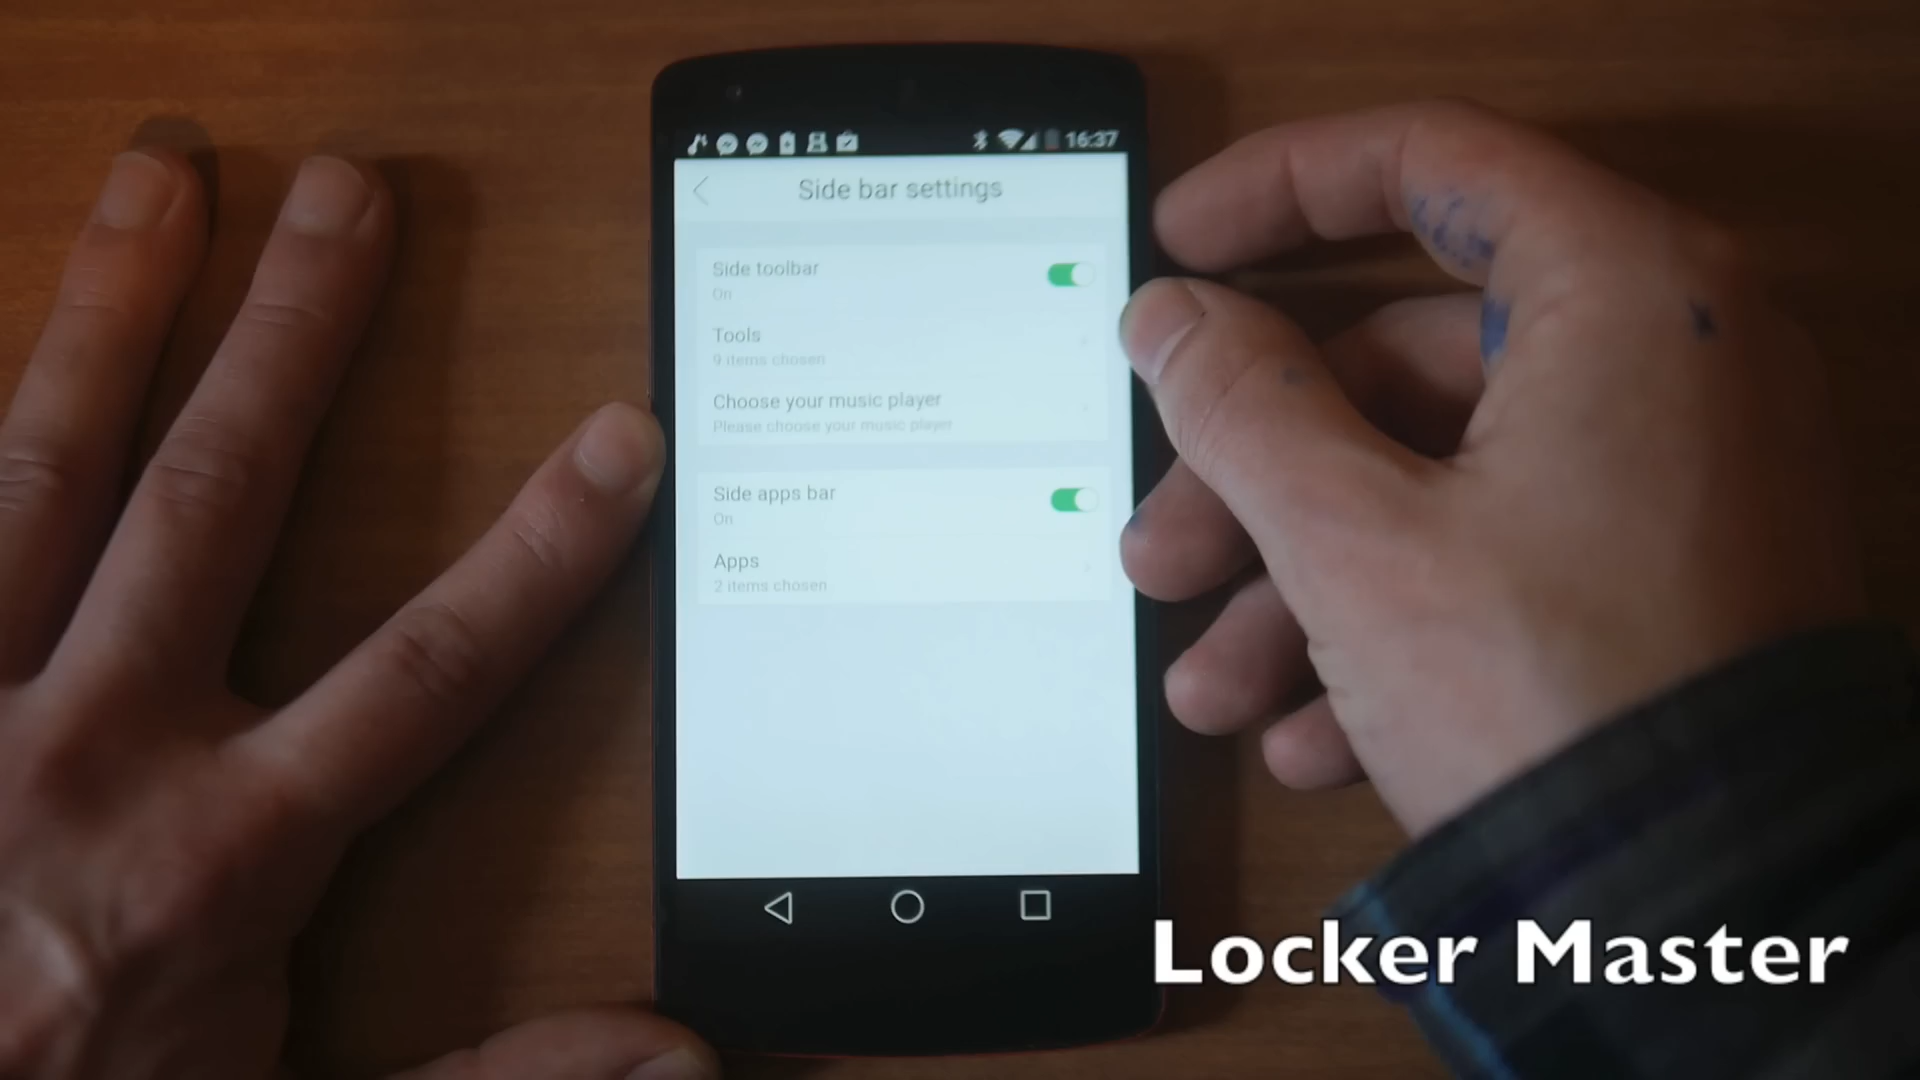 16:37
Side bar settings
Side toolbar
On
Tools
9 items chosen
Choose your music player
Please choose your music player
Side apps bar
On
Apps
2 items chosen
Locker Master